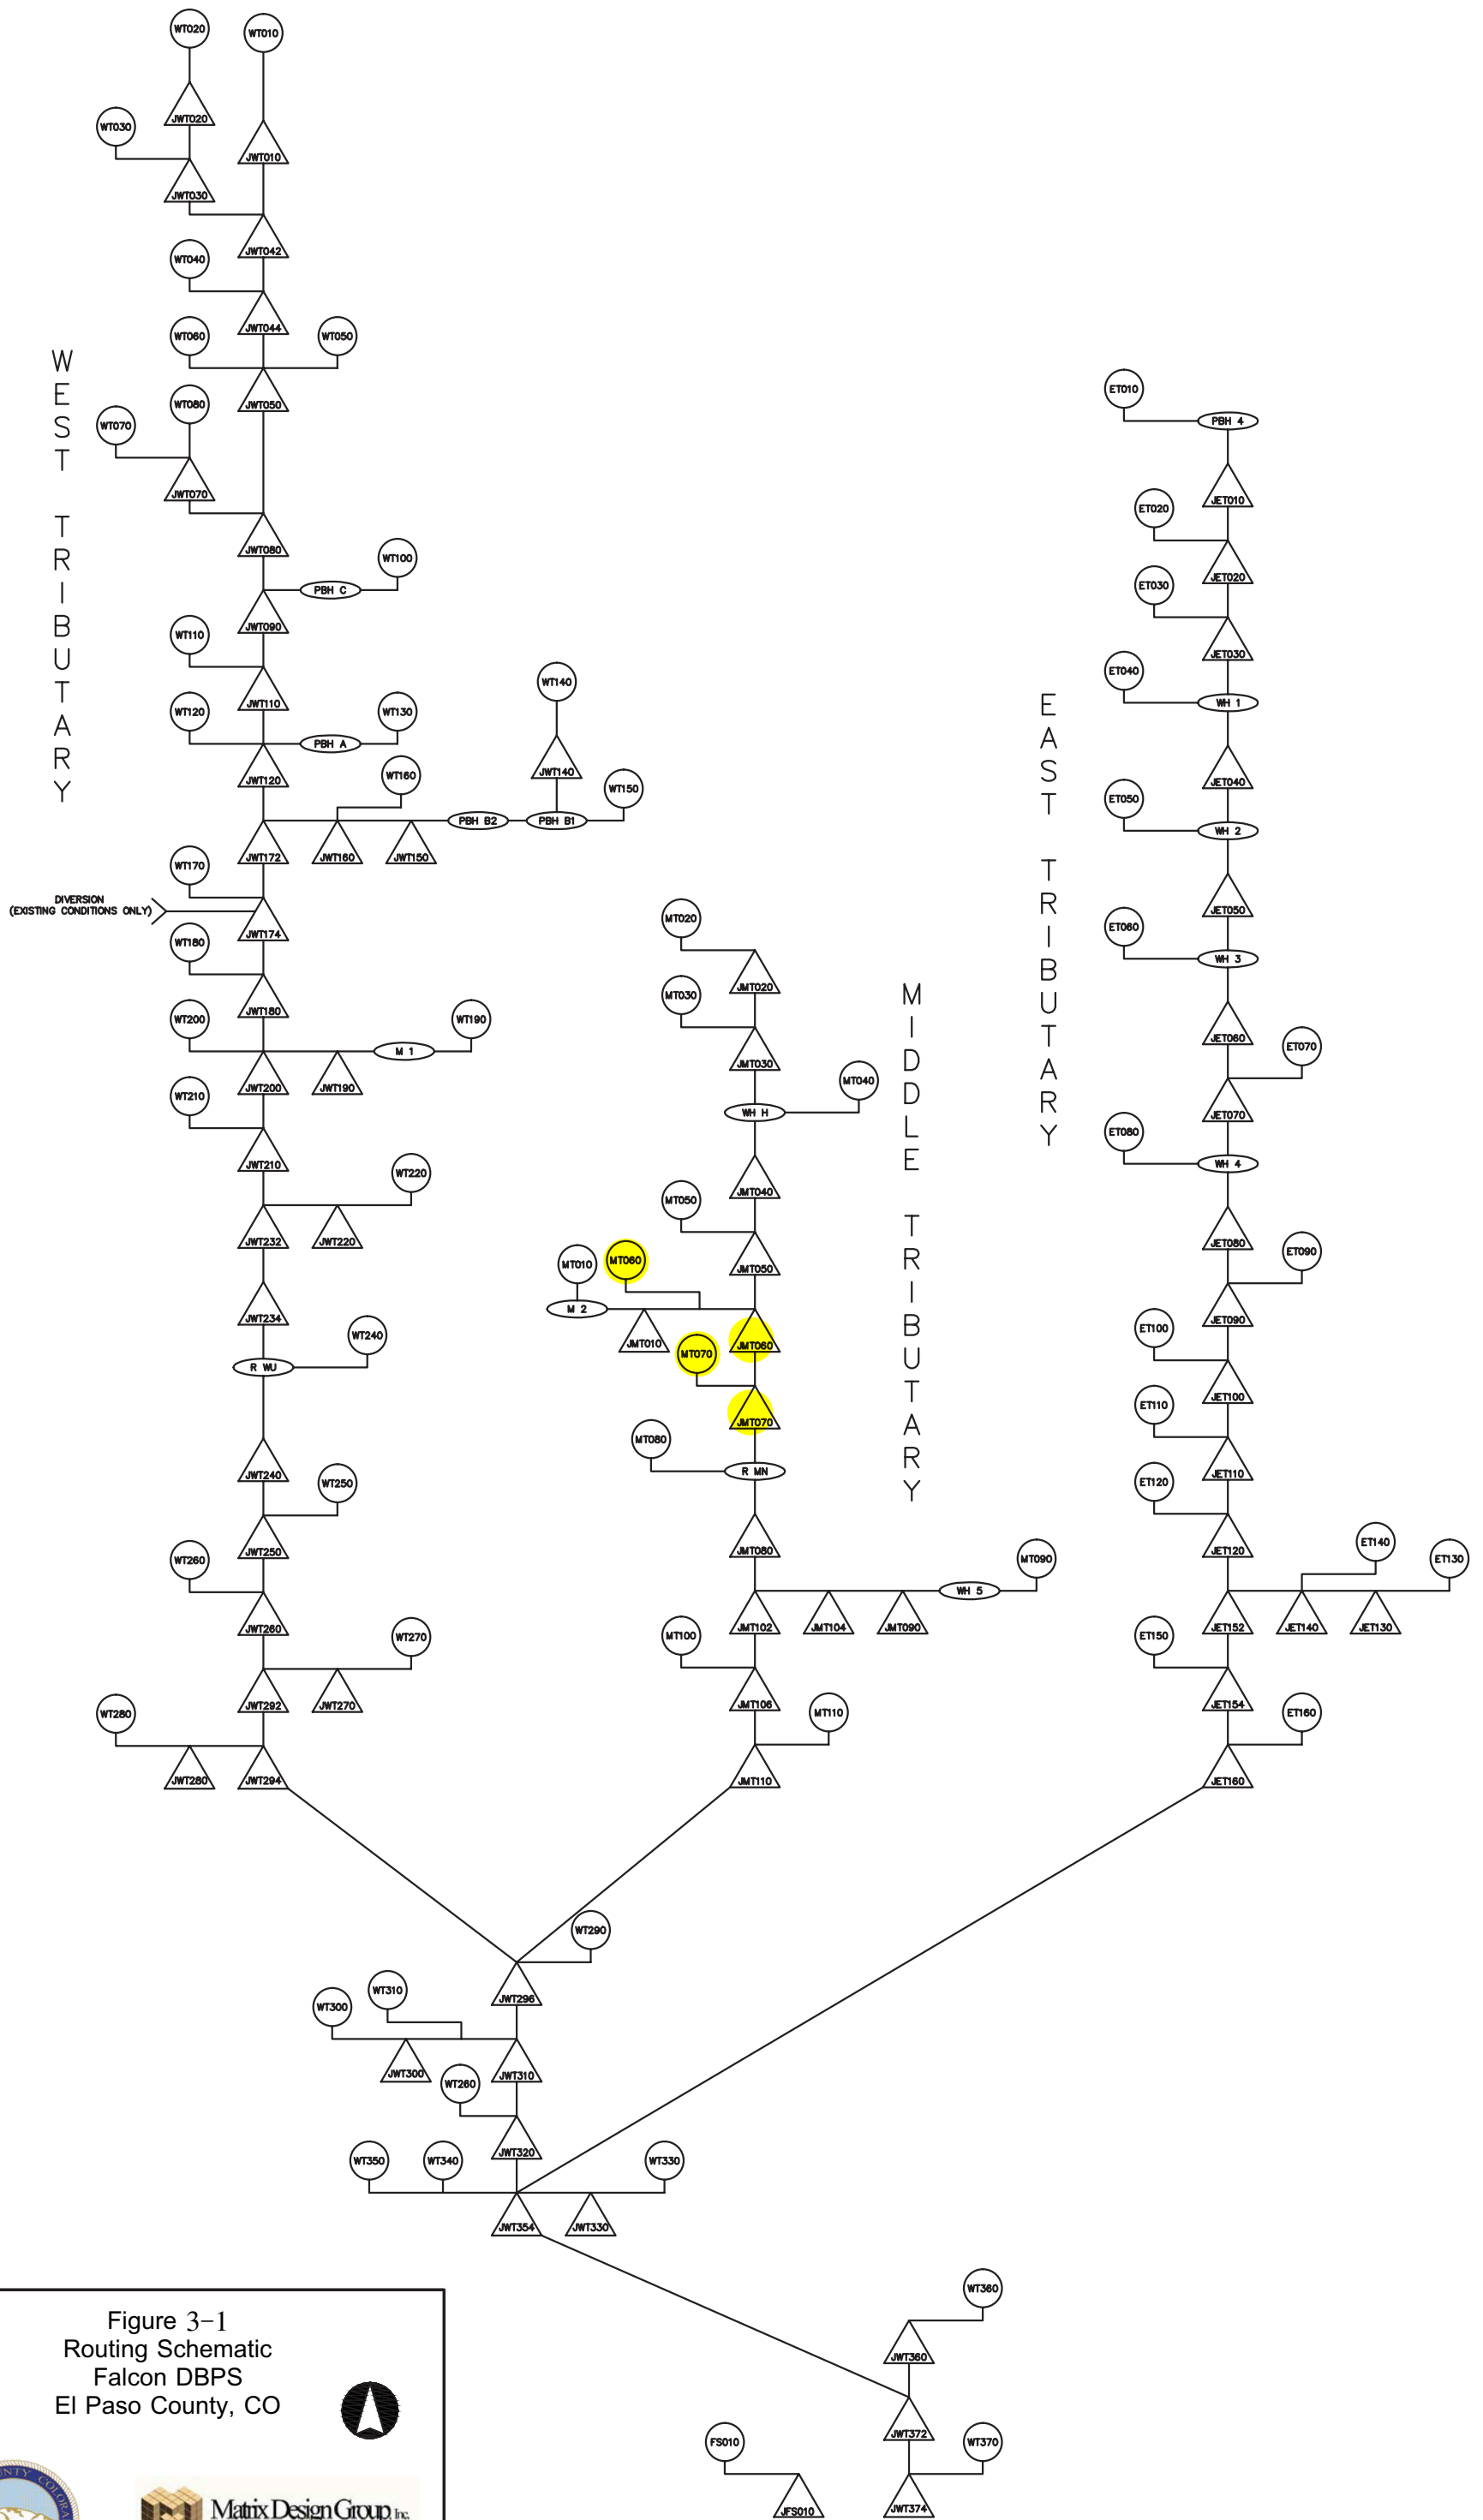 WT020
WT010
JWT020
WT030
JWT010
JWT030
JWT042
WT040
JWT044
WT060
WT050
JWT050
WT080
WT070
JWT070
JWT080
WT100
PBH C
JWT090
WT110
JWT110
WT120
PBH A
WT130
JWT120
WT140
JWT140
WT160
WT150
PBH B2
PBH B1
JWT172
JWT160
JWT150
WT170
DIVERSION
(EXISTING CONDITIONS ONLY)
JWT174
WT180
JWT180
WT200
M 1
WT190
JWT200
JWT190
WT210
JWT210
WT220
JWT232
JWT220
JWT234
WT240
R WU
JWT240
WT250
JWT250
WT260
JWT260
WT270
JWT292
JWT270
WT280
JWT280
JWT294
WEST TRIBUTARY
MT020
JMT020
MT030
JMT030
MT040
WH H
JMT040
MT050
JMT050
MT010
MT060
M 2
JMT010
JMT060
MT070
JMT070
MT080
R MN
JMT080
MT090
WH 5
JMT102
JMT104
JMT090
MT100
JMT106
MT110
JMT110
MIDDLE TRIBUTARY
ET010
PBH 4
JET010
ET020
JET020
ET030
JET030
ET040
WH 1
JET040
ET050
WH 2
JET050
ET060
WH 3
JET060
ET070
JET070
ET080
WH 4
JET080
ET090
JET090
ET100
JET100
ET110
JET110
ET120
JET120
ET140
ET130
JET152
JET140
JET130
ET150
JET154
ET160
JET160
EAST TRIBUTARY
WT290
JWT296
WT310
WT300
JWT300
JWT310
WT260
JWT320
WT350
WT340
WT330
JWT354
JWT330
WT360
JWT360
JWT372
FS010
WT370
JFS010
JWT374
Figure 3-1
Routing Schematic
Falcon DBPS
El Paso County, CO
Matrix Design Group, Inc.